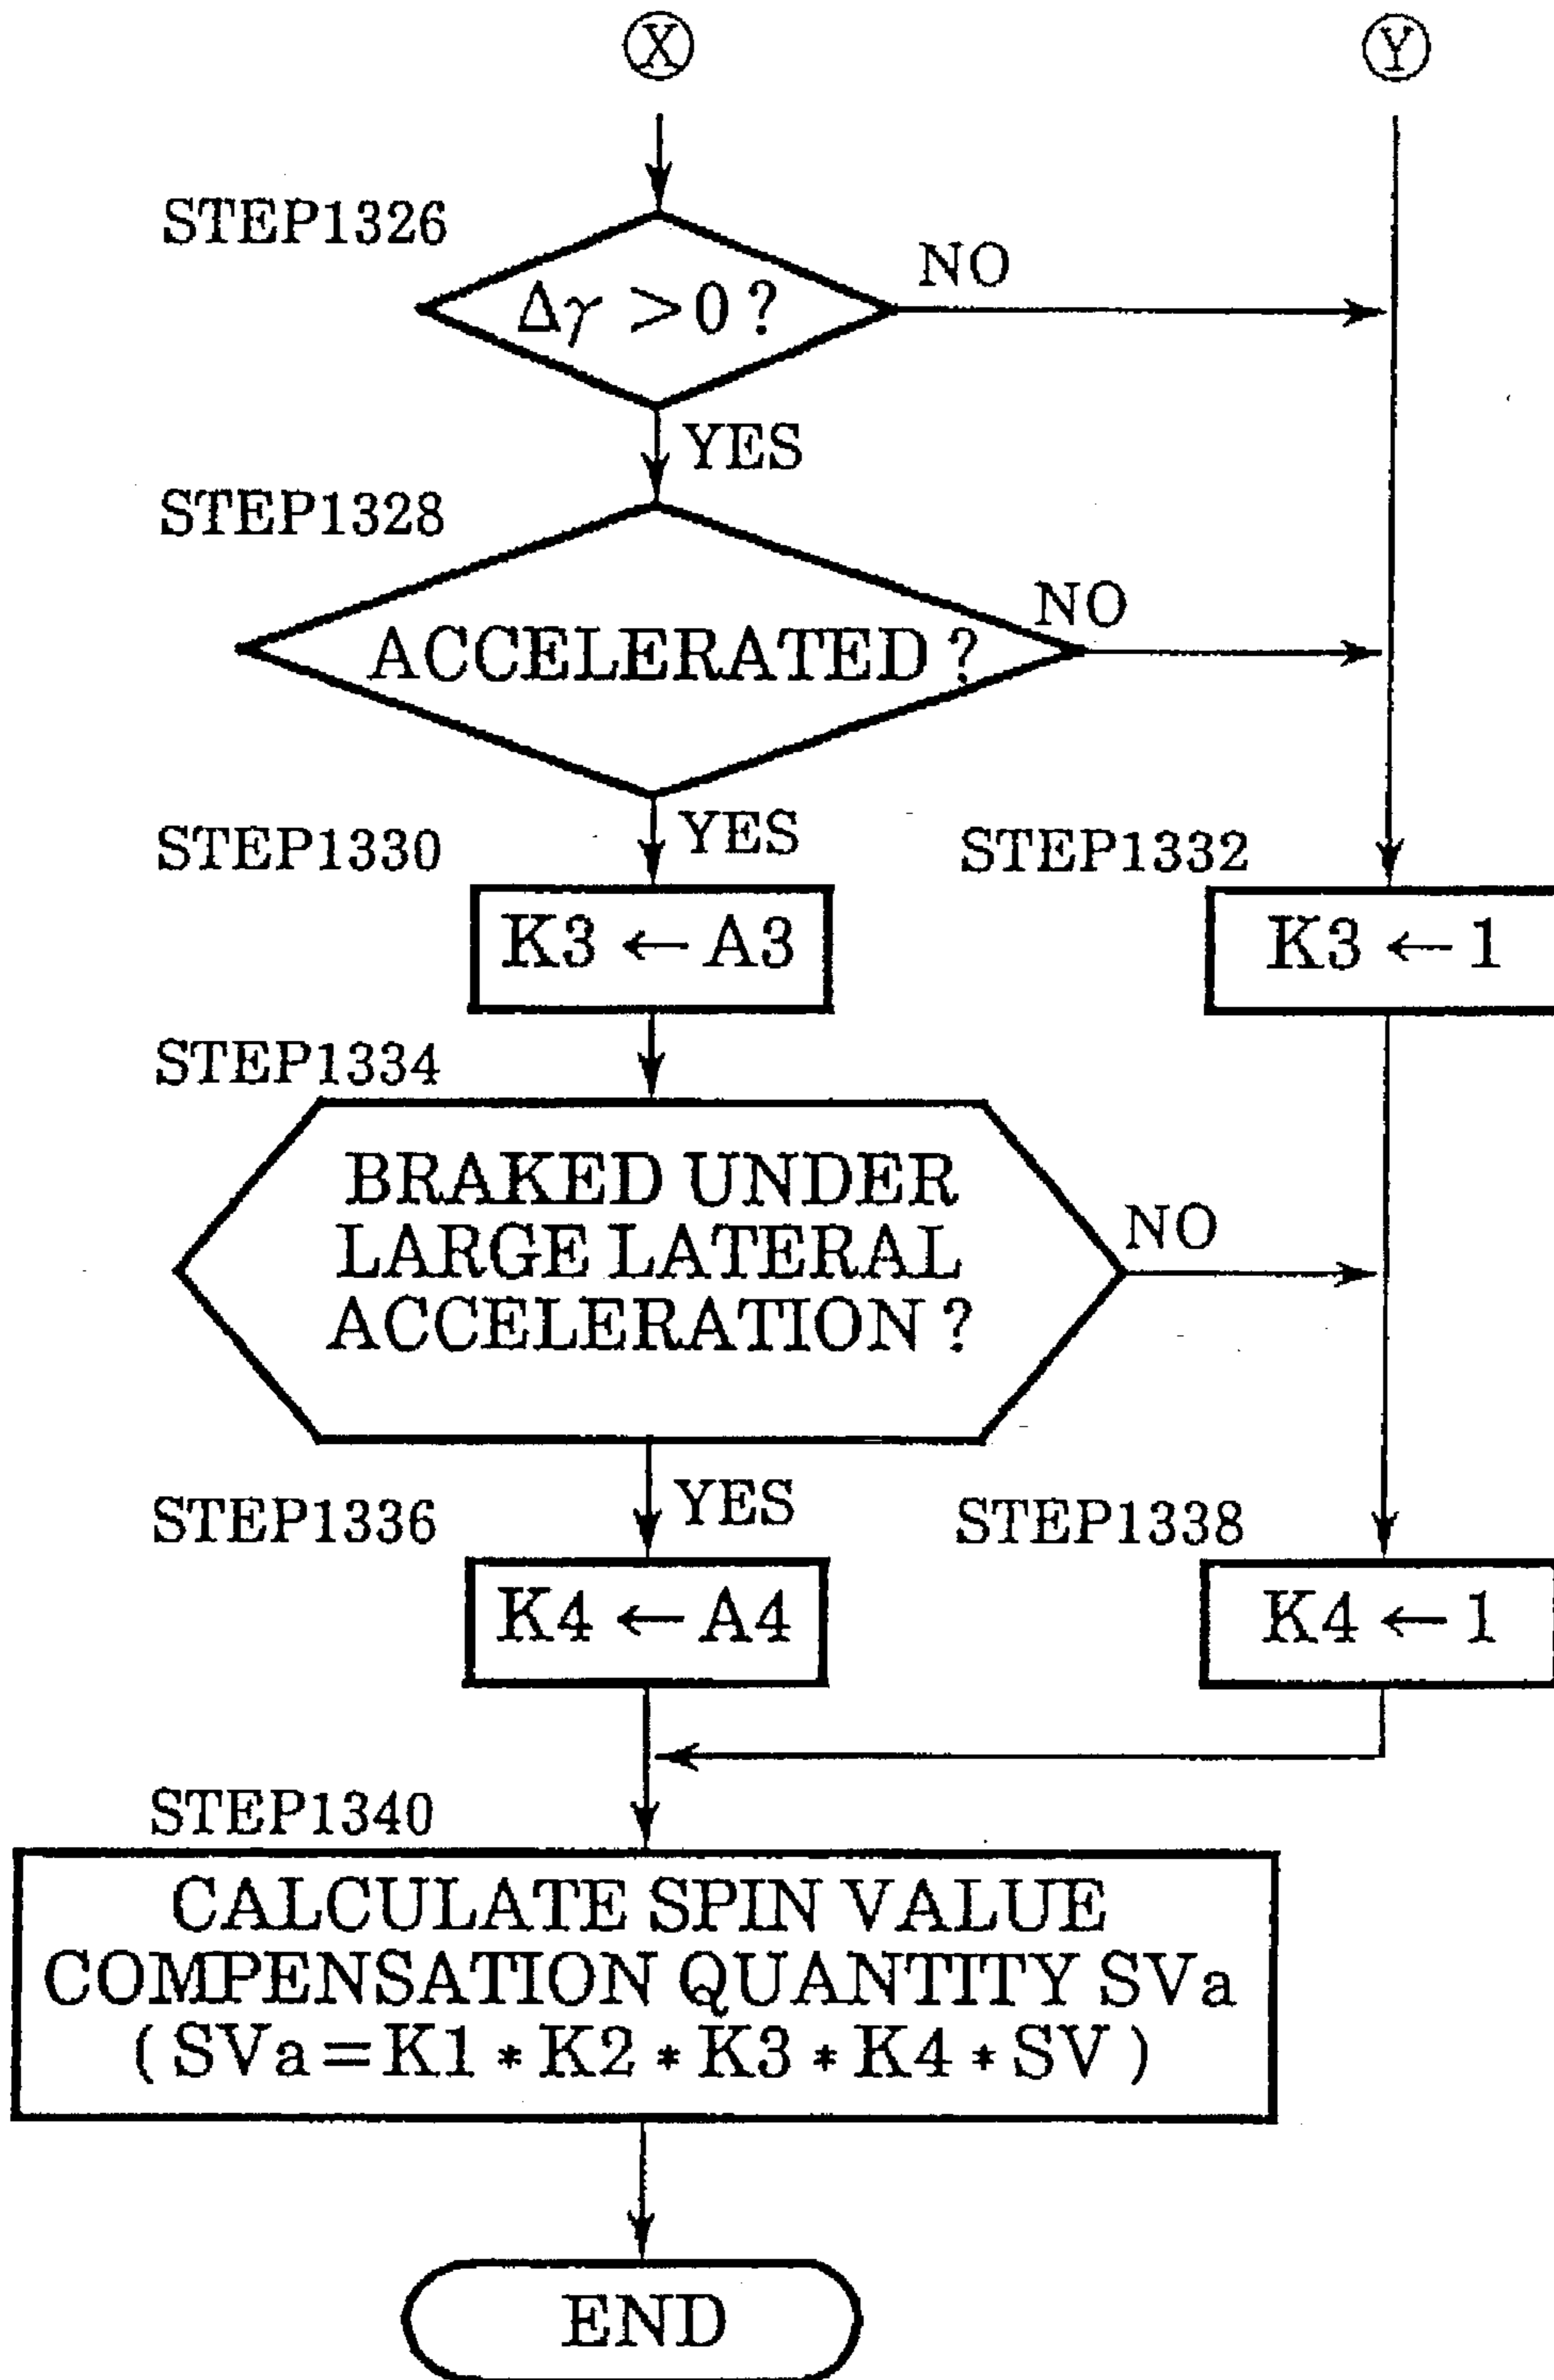 X
Y
STEP1326
Δγ >0?
NO
YES
STEP1328
ACCELERATED?
NO
YES
STEP1330
K3 ← A3
STEP1332
K3 ← 1
STEP1334
BRAKED UNDER
LARGE LATERAL
ACCELERATION?
NO
YES
STEP1336
K4 ← A4
STEP1338
K4 ← 1
STEP1340
CALCULATE SPIN VALUE
COMPENSATION QUANTITY SVa
(SVa=K1*K2*K3*K4*SV)
END